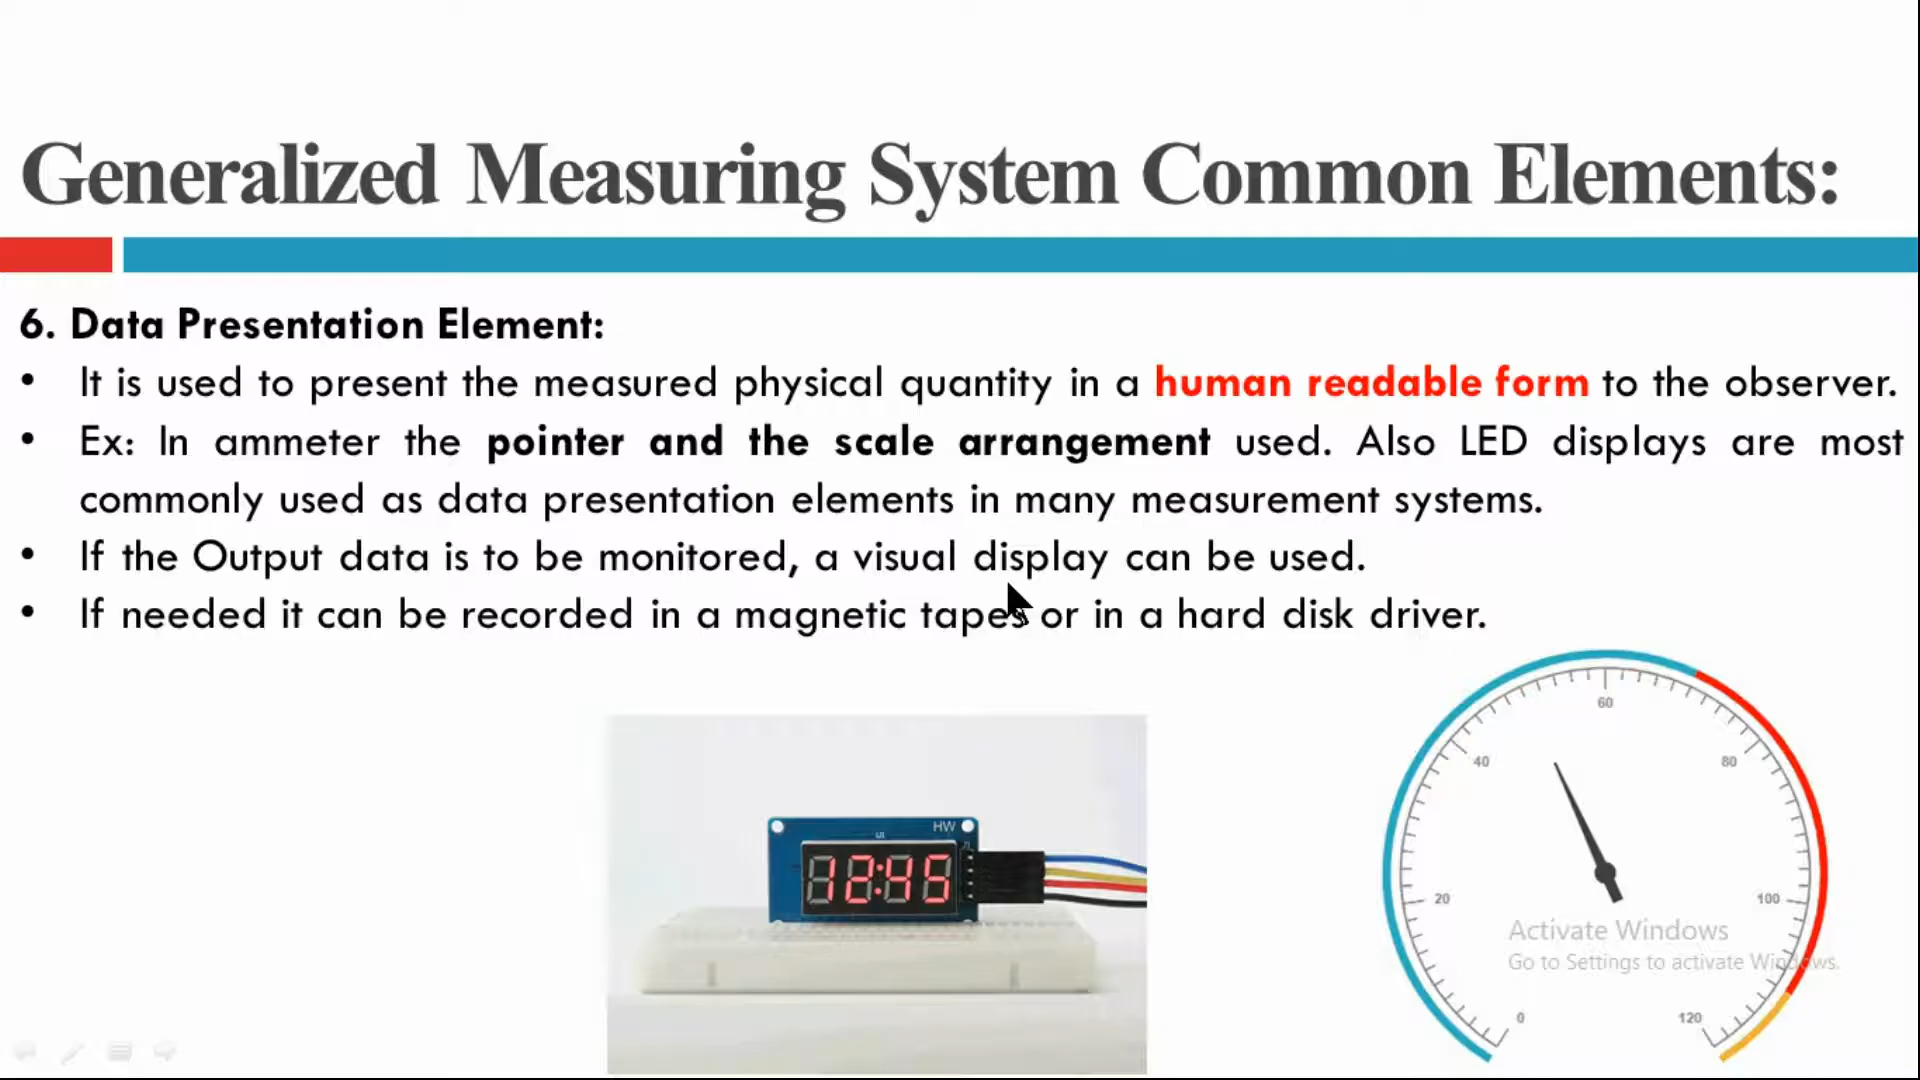 Generalized Measuring System Common Elements:
6. Data Presentation Element:
• It is used to present the measured physical quantity in a human readable form to the observer.
• Ex: In ammeter the pointer and the scale arrangement used. Also LED displays are most
commonly used as data presentation elements in many measurement systems.
• If the Output data is to be monitored, a visual display can be used.
• If needed it can be recorded in a magnetic tapes or in a hard disk driver.
HW
12:45
60
40
80
20
100
0
120
Activate Windows
Go to Settings to activate Windows.